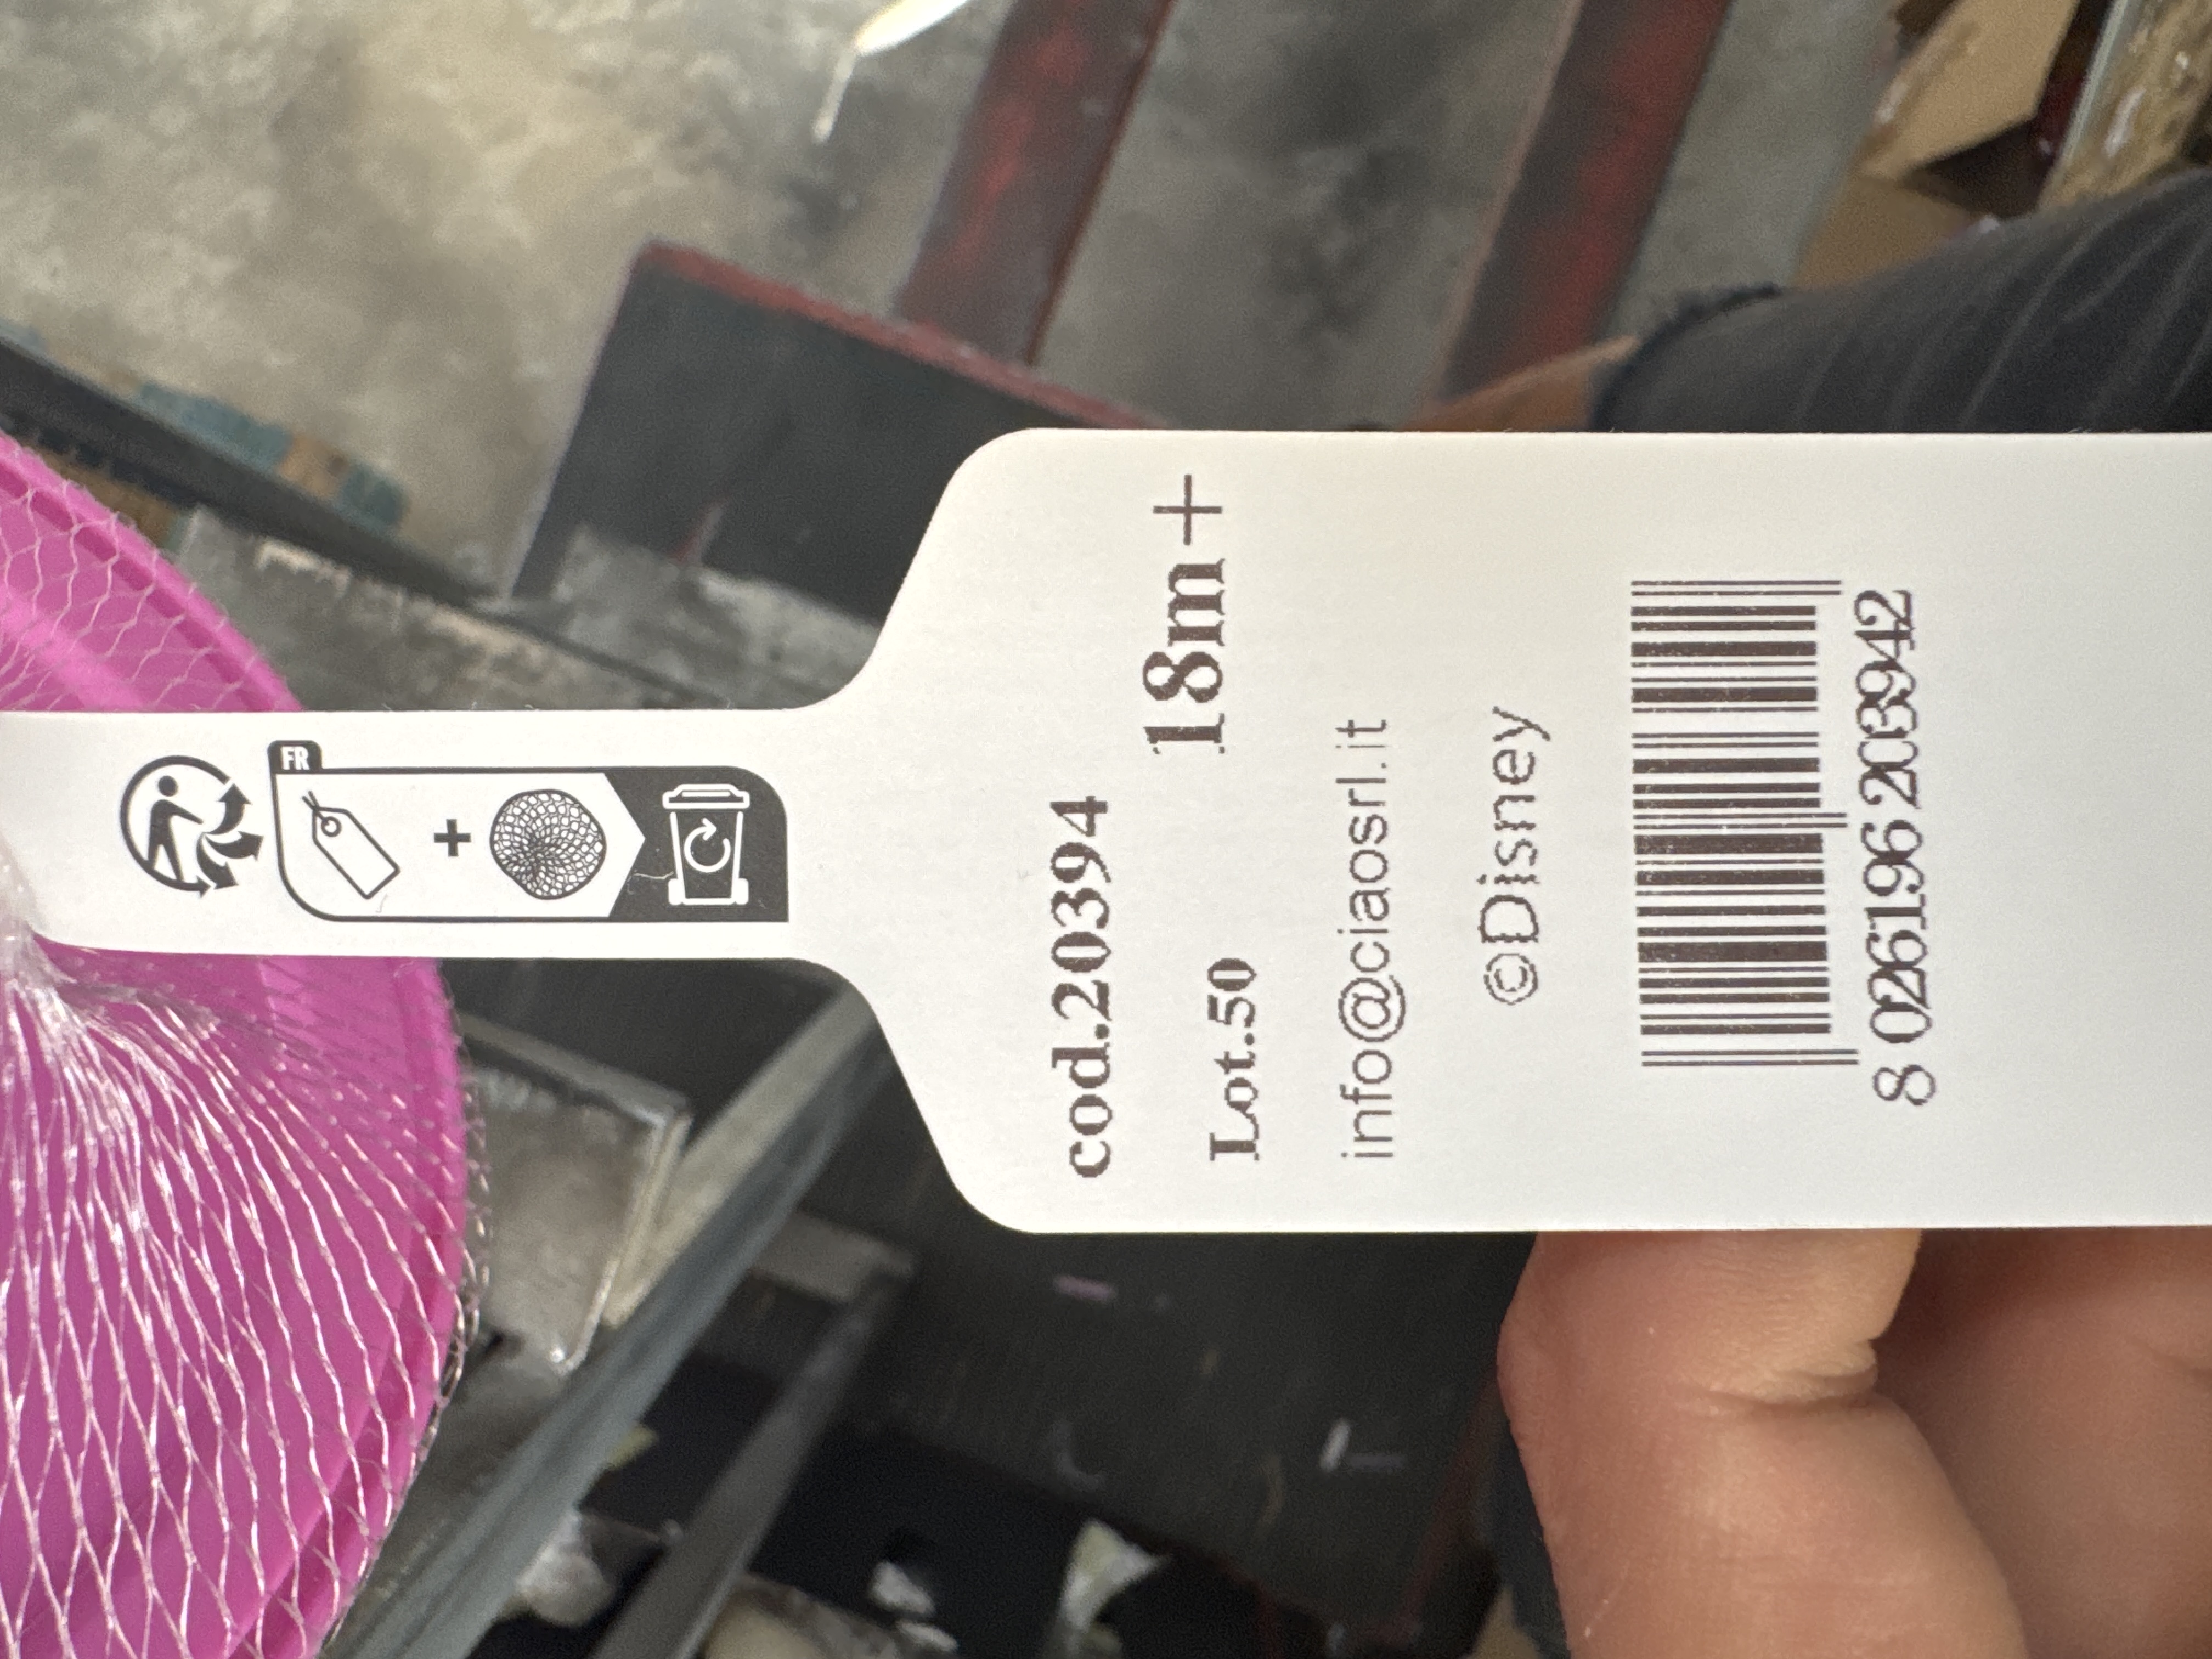 FR
cod.20394
18m+
Lot.50
info@ciaosrl.it
©Disney
8 026196 203942